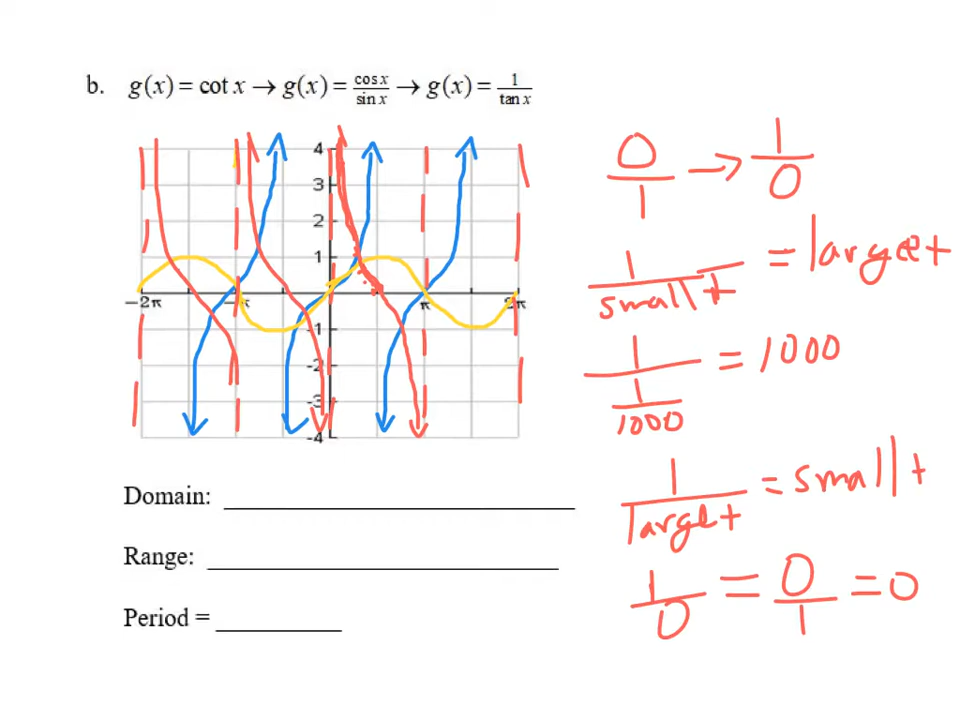 b. g(x) = cot x → g(x) = cos x / sin x → g(x) = 1 / tan x
4
3
2
1
-2π -π π 2π
-1
-2
-3
-4
0/1 → 1/0
1 / small + = large +
1 / (1/1000) = 1000
1 / large + = small +
1/0 = 0/1 = 0
Domain:
Range:
Period =